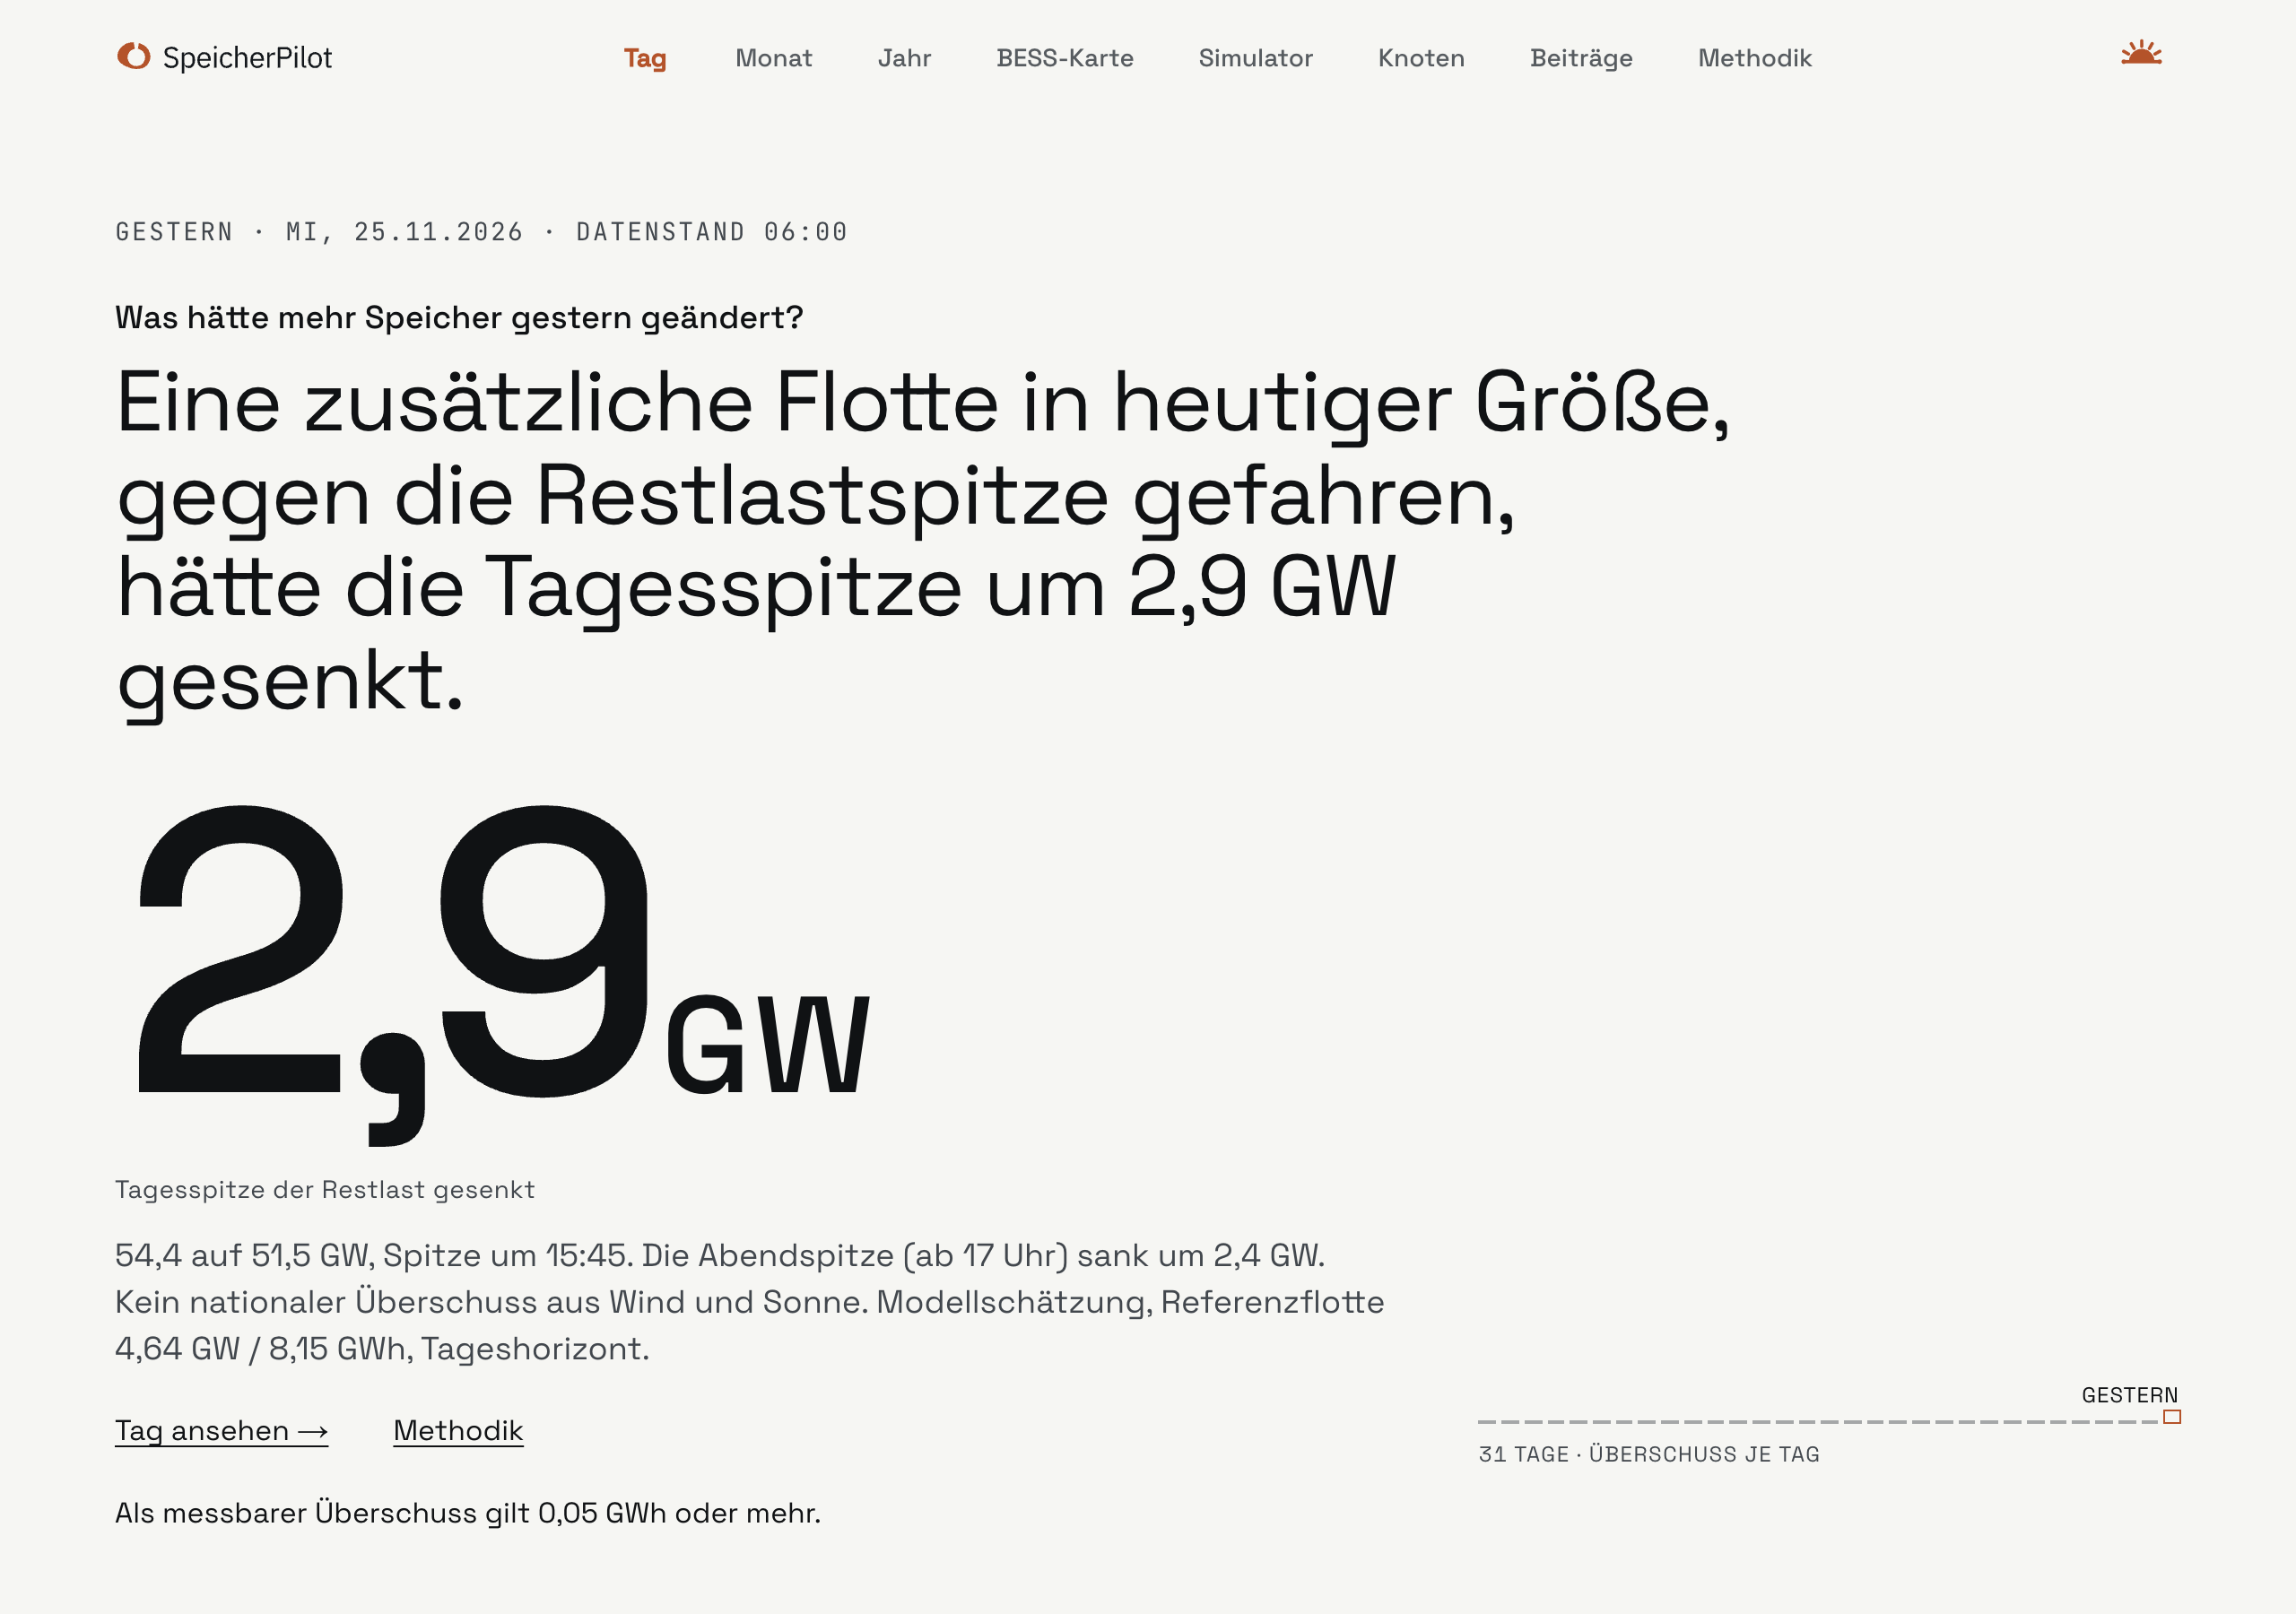 SpeicherPilot
Tag Monat Jahr BESS-Karte Simulator Knoten Beiträge Methodik
GESTERN · MI, 25.11.2026 · DATENSTAND 06:00
Was hätte mehr Speicher gestern geändert?
Eine zusätzliche Flotte in heutiger Größe,
gegen die Restlastspitze gefahren,
hätte die Tagesspitze um 2,9 GW
gesenkt.
2,9 GW
Tagesspitze der Restlast gesenkt
54,4 auf 51,5 GW, Spitze um 15:45. Die Abendspitze (ab 17 Uhr) sank um 2,4 GW.
Kein nationaler Überschuss aus Wind und Sonne. Modellschätzung, Referenzflotte
4,64 GW / 8,15 GWh, Tageshorizont.
Tag ansehen → Methodik
GESTERN
31 TAGE · ÜBERSCHUSS JE TAG
Als messbarer Überschuss gilt 0,05 GWh oder mehr.